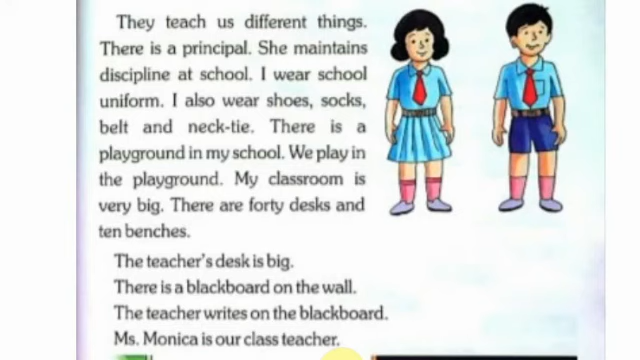 They teach us different things.
There is a principal. She maintains
discipline at school. I wear school
uniform. I also wear shoes, socks,
belt and neck-tie. There is a
playground in my school. We play in
the playground. My classroom is
very big. There are forty desks and
ten benches.
The teacher's desk is big.
There is a blackboard on the wall.
The teacher writes on the blackboard.
Ms. Monica is our class teacher.